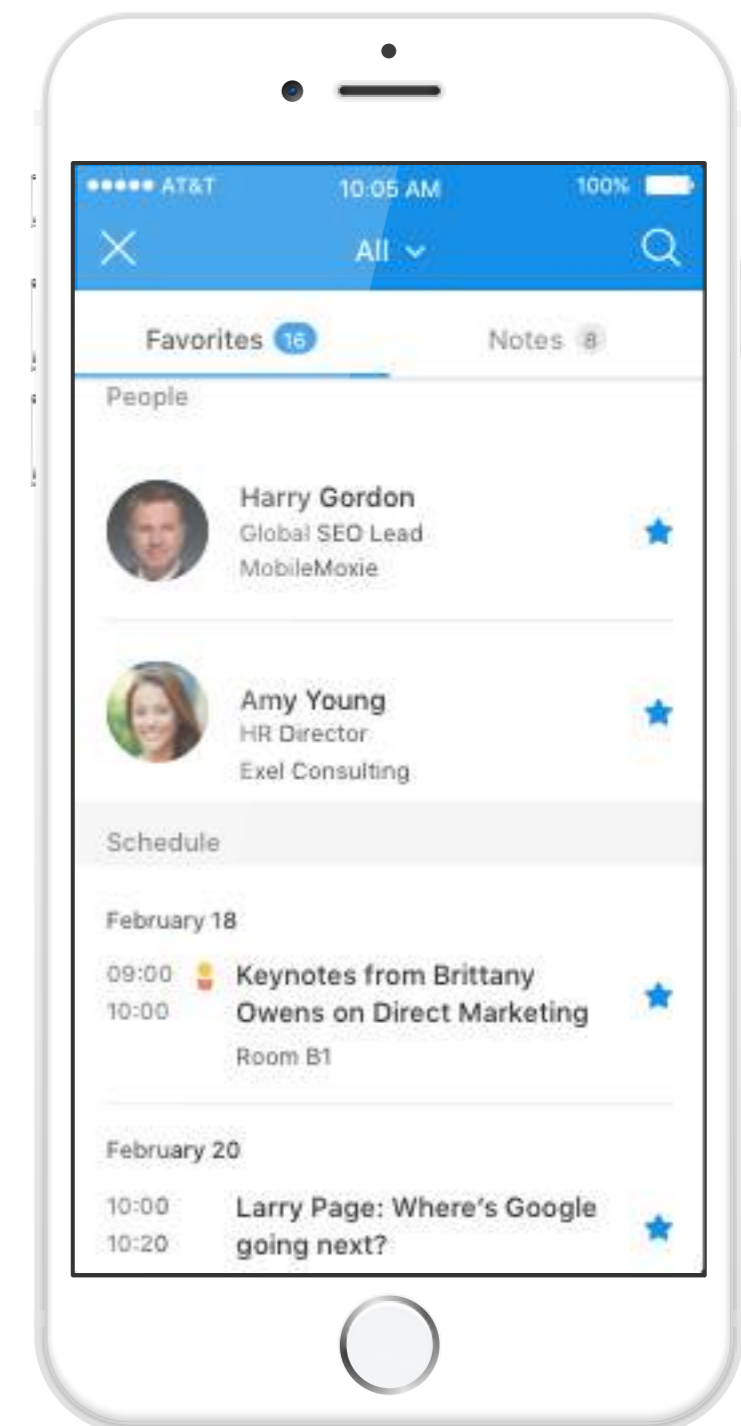 AT&T 10:05 AM 100%
All
Favorites 16 Notes 8
People
Harry Gordon
Global SEO Lead
MobileMoxie
Amy Young
HR Director
Exel Consulting
Schedule
February 18
09:00 Keynotes from Brittany
10:00 Owens on Direct Marketing
Room B1
February 20
10:00 Larry Page: Where's Google
10:20 going next?